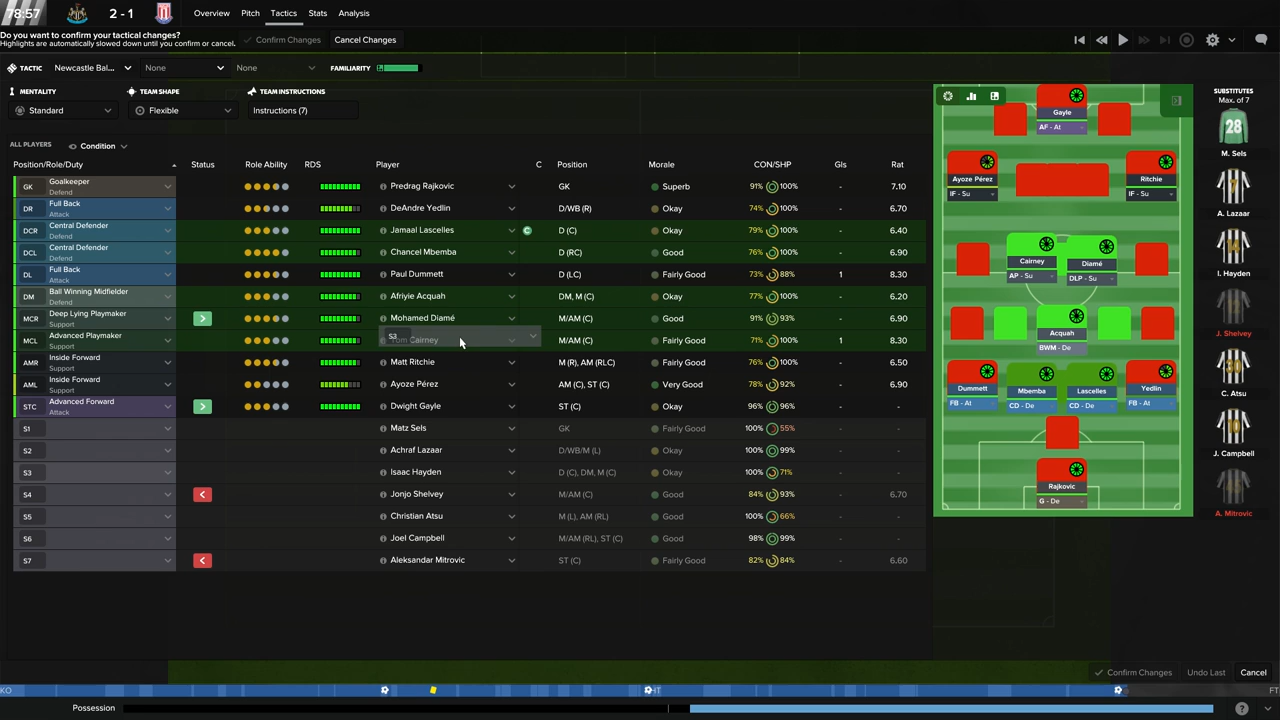 78:57 2 - 1 Overview Pitch Tactics Stats Analysis
Do you want to confirm your tactical changes?
Highlights are automatically slowed down until you confirm or cancel.
Confirm Changes Cancel Changes
TACTIC Newcastle Bal... None None FAMILIARITY
MENTALITY TEAM SHAPE TEAM INSTRUCTIONS
Standard Flexible Instructions (7)
ALL PLAYERS Condition
Position/Role/Duty Status Role Ability RDS Player C Position Morale CON/SHP Gls Rat
GK Goalkeeper Defend Predrag Rajkovic GK Superb 91% 100% - 7.10
DR Full Back Attack DeAndre Yedlin D/WB (R) Okay 74% 100% - 6.70
DCR Central Defender Defend Jamaal Lascelles C D (C) Okay 79% 100% - 6.40
DCL Central Defender Defend Chancel Mbemba D (RC) Good 76% 100% - 6.90
DL Full Back Attack Paul Dummett D (LC) Fairly Good 73% 88% 1 8.30
DM Ball Winning Midfielder Defend Afriyie Acquah DM, M (C) Okay 77% 100% - 6.20
MCR Deep Lying Playmaker Support Mohamed Diamé M/AM (C) Good 91% 93% - 6.90
S3
MCL Advanced Playmaker Support Tom Cairney M/AM (C) Fairly Good 71% 100% 1 8.30
AMR Inside Forward Support Matt Ritchie M (R), AM (RLC) Fairly Good 76% 100% - 6.50
AML Inside Forward Support Ayoze Pérez AM (C), ST (C) Very Good 78% 92% - 6.90
STC Advanced Forward Attack Dwight Gayle ST (C) Okay 96% 96% - -
S1 Matz Sels GK Fairly Good 100% 55% - -
S2 Achraf Lazaar D/WB/M (L) Okay 100% 99% - -
S3 Isaac Hayden D (C), DM, M (C) Okay 100% 71% - -
S4 Jonjo Shelvey M/AM (C) Good 84% 93% - 6.70
S5 Christian Atsu M (L), AM (RL) Good 100% 66% - -
S6 Joel Campbell M/AM (RL), ST (C) Good 98% 99% - -
S7 Aleksandar Mitrovic ST (C) Fairly Good 82% 84% - 6.60
Gayle
AF - At
Ayoze Pérez Ritchie
IF - Su IF - Su
Cairney Diamé
AP - Su DLP - Su
Acquah
BWM - De
Dummett Mbemba Lascelles Yedlin
FB - At CD - De CD - De FB - At
Rajkovic
G - De
SUBSTITUTES
Max. of 7
28
M. Sels
A. Lazaar
I. Hayden
J. Shelvey
C. Atsu
J. Campbell
A. Mitrovic
Confirm Changes Undo Last Cancel
KO HT FT
Possession